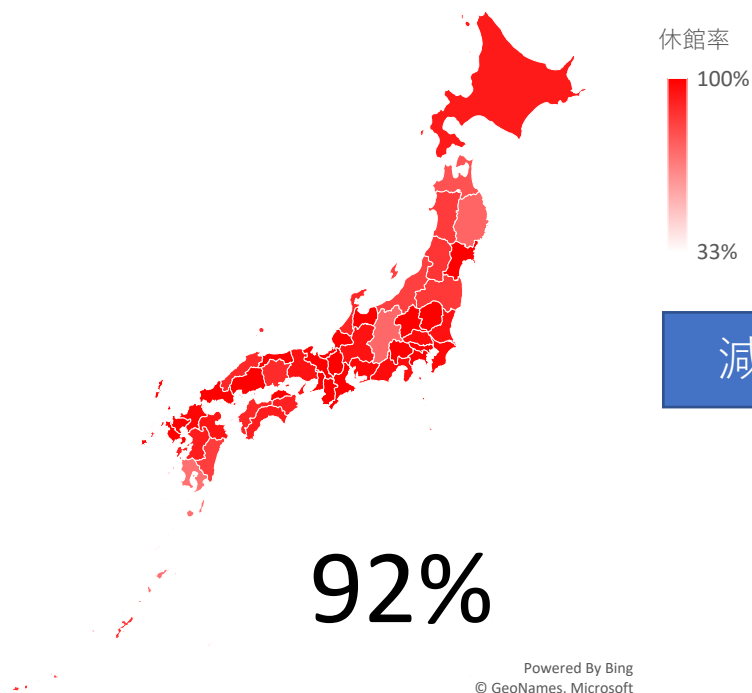 休館率
100%
33%
減
92%
Powered By Bing
© GeoNames, Microsoft